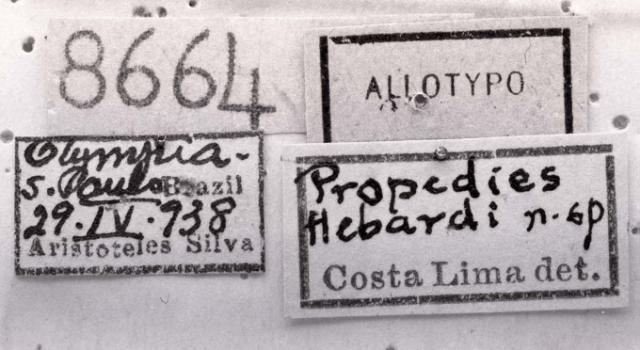 8664
ALLOTYPO
Olympia.
S. Paulo Brazil
29.IV.938
Aristoteles Silva
Propedies
Hebardi n. sp
Costa Lima det.